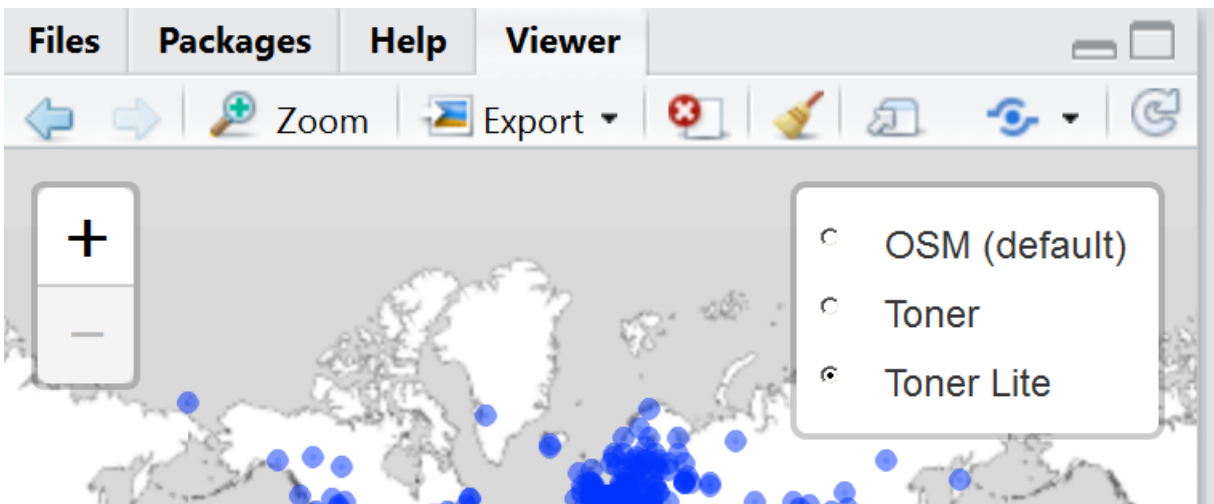 Files Packages Help Viewer
Zoom Export
+
−
OSM (default)
Toner
Toner Lite